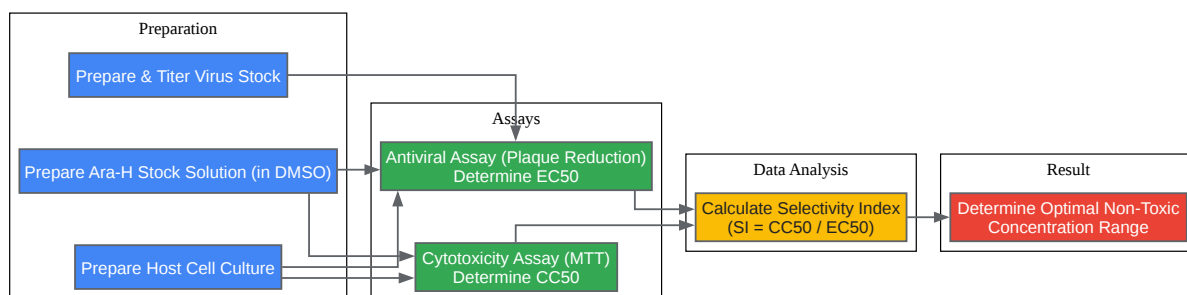 Preparation
Prepare & Titer Virus Stock
Prepare Ara-H Stock Solution (in DMSO)
Prepare Host Cell Culture
Assays
Antiviral Assay (Plaque Reduction)
Determine EC50
Cytotoxicity Assay (MTT)
Determine CC50
Data Analysis
Calculate Selectivity Index
(SI = CC50 / EC50)
Result
Determine Optimal Non-Toxic
Concentration Range